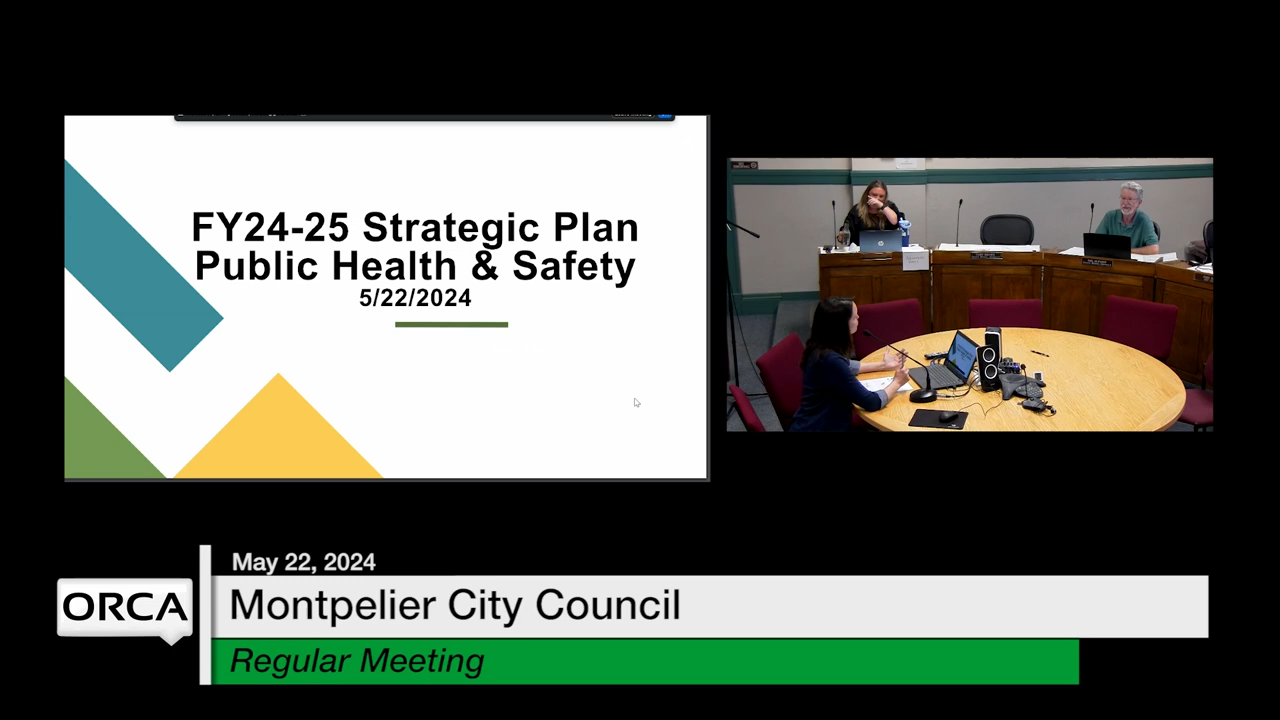 FY24-25 Strategic Plan
Public Health & Safety
5/22/2024
May 22, 2024
ORCA
Montpelier City Council
Regular Meeting